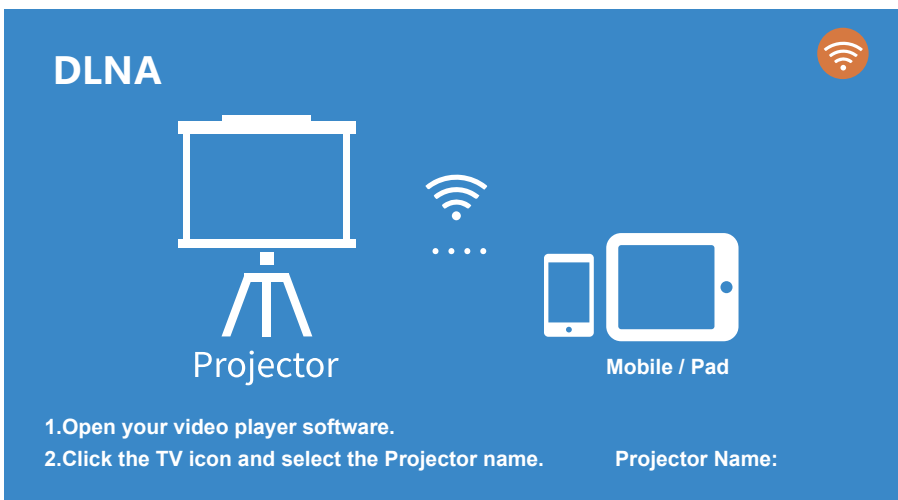 DLNA
Projector
Mobile / Pad
1.Open your video player software.
2.Click the TV icon and select the Projector name.
Projector Name: